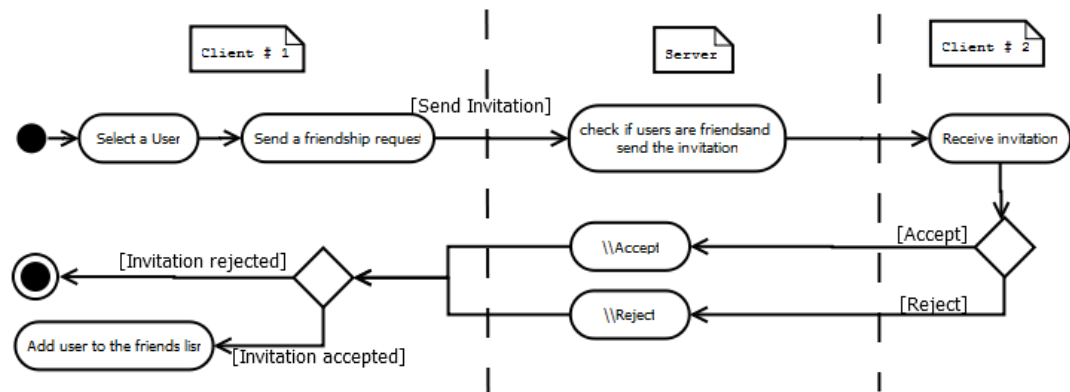 Client # 1
Server
Client # 2
[Send Invitation]
Select a User
Send a friendship request
check if users are friendsand
send the invitation
Receive invitation
[Accept]
\\Accept
[Invitation rejected]
[Reject]
\\Reject
Add user to the friends lisr
[Invitation accepted]